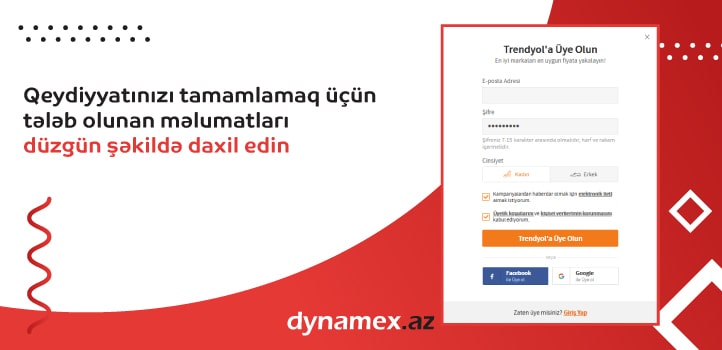 Qeydiyyatınızı tamamlamaq üçün
tələb olunan məlumatları
düzgün şəkildə daxil edin
dynamex.az
Trendyol'a Üye Olun
En iyi markaları en uygun fiyata yakalayın!
E-posta Adresi
Şifre
Şifreniz 7,15 karakter arasında olmalıdır, harf ve rakam
içermelidir.
Cinsiyet
Kadın
Erkek
Kampanyalardan haberdar olmak için elektronik ileti
almak istiyorum.
Üyelik koşullarını ve kişisel verilerimin korunmasını
kabul ediyorum.
Trendyol'a Üye Olun
veya
Facebook
ile Üye ol
Google
ile Üye ol
Zaten üye misiniz? Giriş Yap